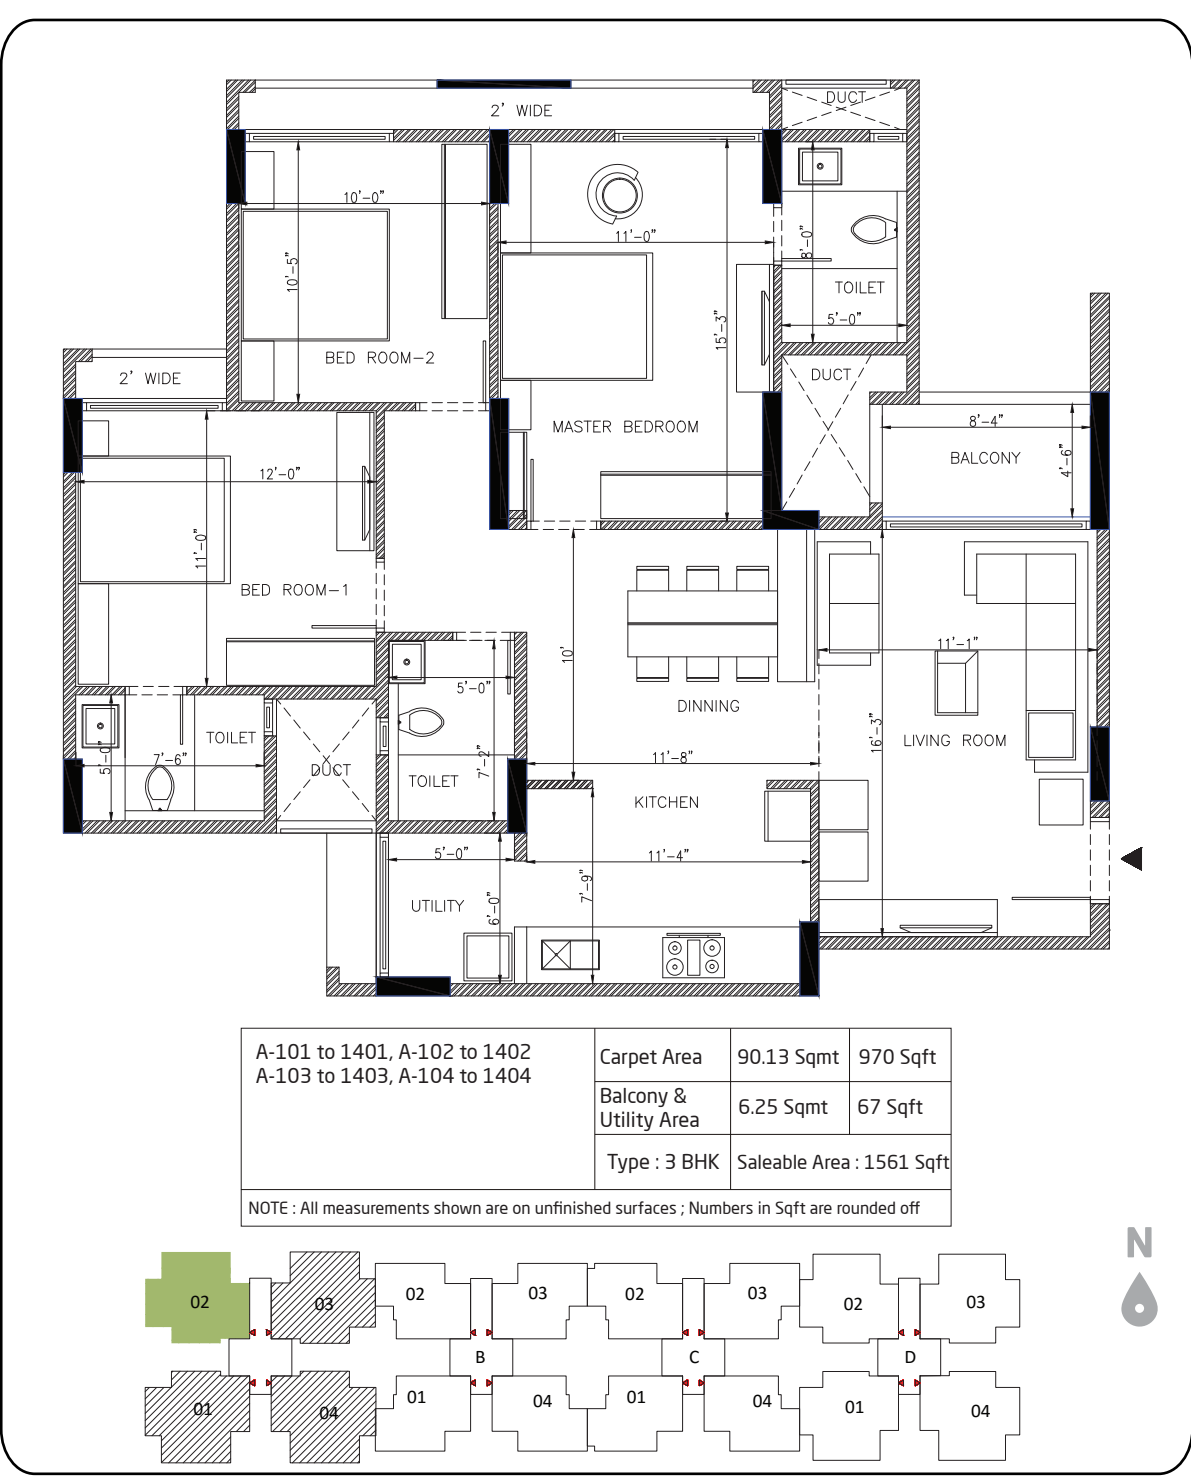 DUCT
2' WIDE
10'-0"
11'-0"
8'-0"
10'-5"
TOILET
5'-0"
15'-3"
BED ROOM-2
2' WIDE
DUCT
MASTER BEDROOM
8'-4"
BALCONY
4'-6"
12'-0"
11'-0"
BED ROOM-1
10'
11'-1"
5'-0"
DINNING
16'-3"
LIVING ROOM
TOILET
7'-6"
5'-0"
DUCT
TOILET
7'-2"
11'-8"
KITCHEN
5'-0"
11'-4"
7'-9"
UTILITY
6'-0"
A-101 to 1401, A-102 to 1402
A-103 to 1403, A-104 to 1404
Carpet Area 90.13 Sqmt 970 Sqft
Balcony &
Utility Area 6.25 Sqmt 67 Sqft
Type : 3 BHK Saleable Area : 1561 Sqft
NOTE : All measurements shown are on unfinished surfaces ; Numbers in Sqft are rounded off
N
02 03 02 03 02 03 02 03
B C D
01 04 01 04 01 04 01 04